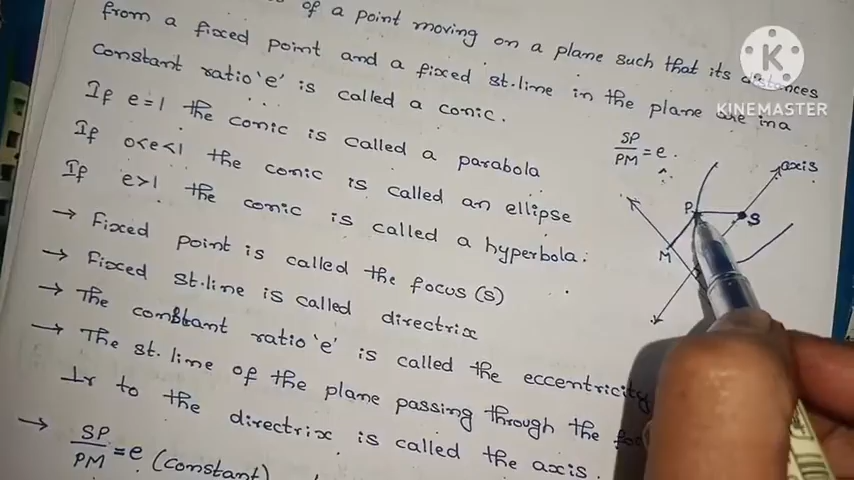 of a point moving on a plane such that its distances
from a fixed point and a fixed st.line in the plane are in a
constant ratio 'e' is called a conic.
If e=1 the conic is called a parabola
If 0<e<1 the conic is called an ellipse
If e>1 the conic is called a hyperbola:
→ Fixed point is called the focus (S)
→ Fixed st.line is called directrix
→ The constant ratio 'e' is called the eccentricity
→ The st. line of the plane passing through the
⊥r to the directrix is called the axis.
→ SP/PM = e (constant)
SP/PM = e.
axis
P
S
M
K
KINEMASTER